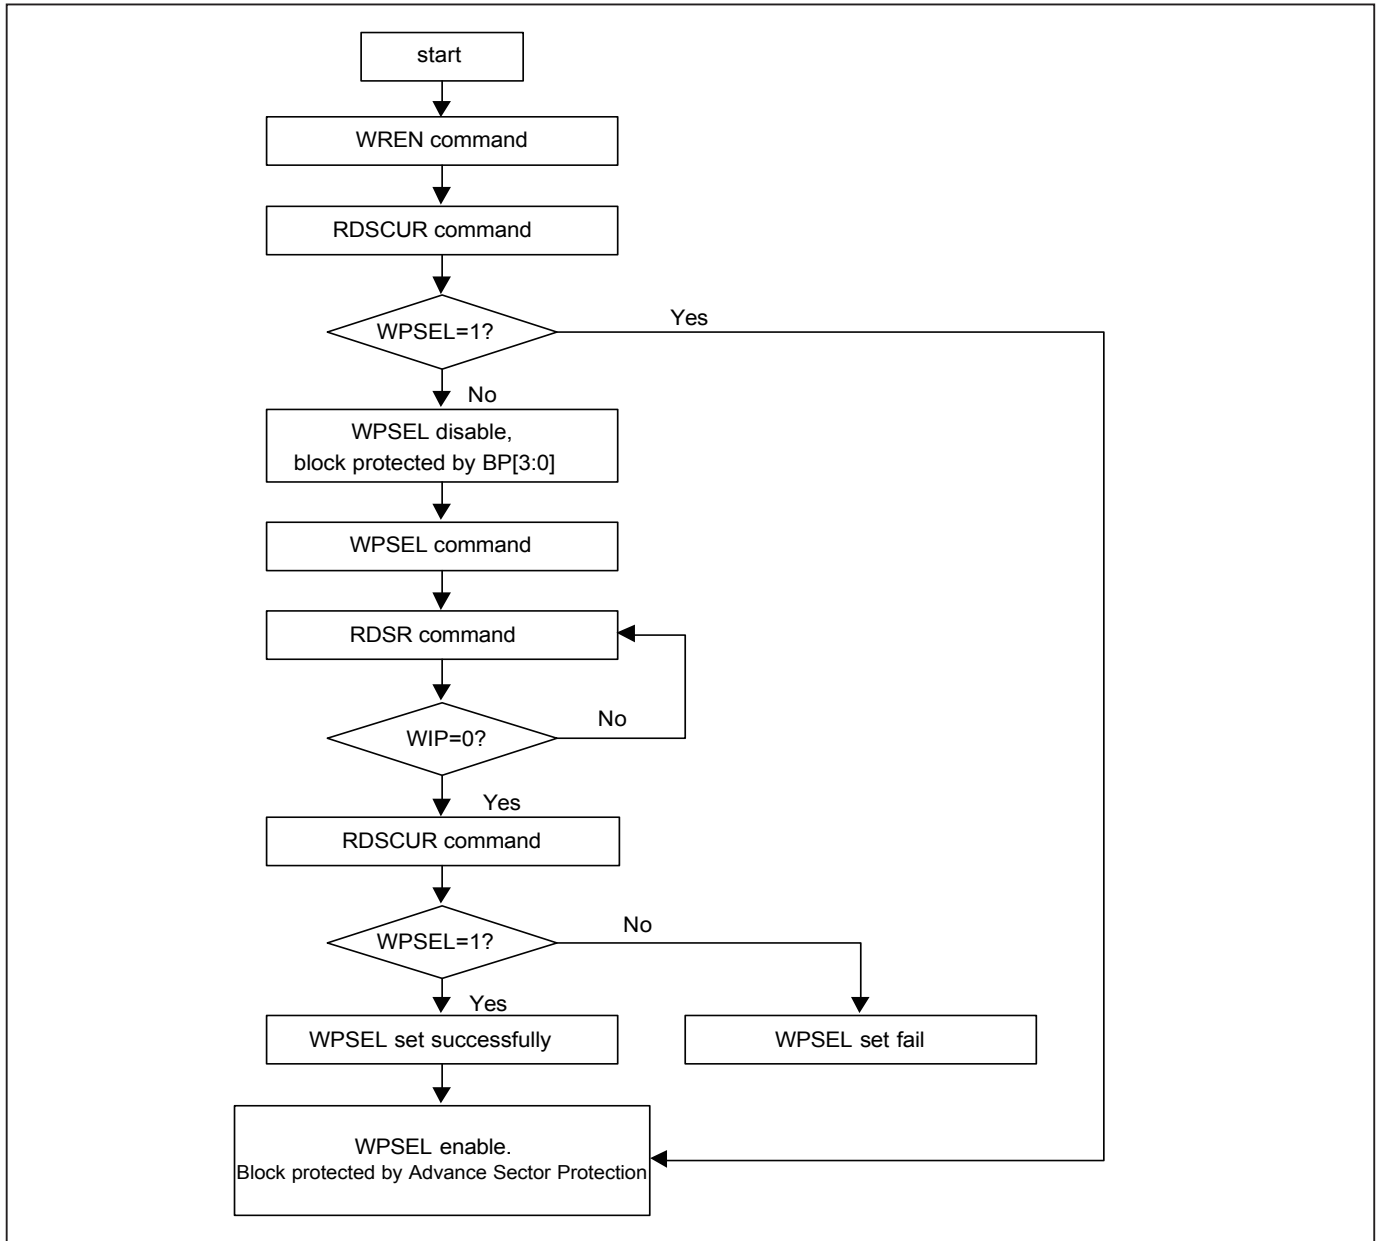 start
WREN command
RDSCUR command
WPSEL=1?
Yes
No
WPSEL disable,
block protected by BP[3:0]
WPSEL command
RDSR command
WIP=0?
No
Yes
RDSCUR command
WPSEL=1?
No
Yes
WPSEL set successfully
WPSEL set fail
WPSEL enable.
Block protected by Advance Sector Protection